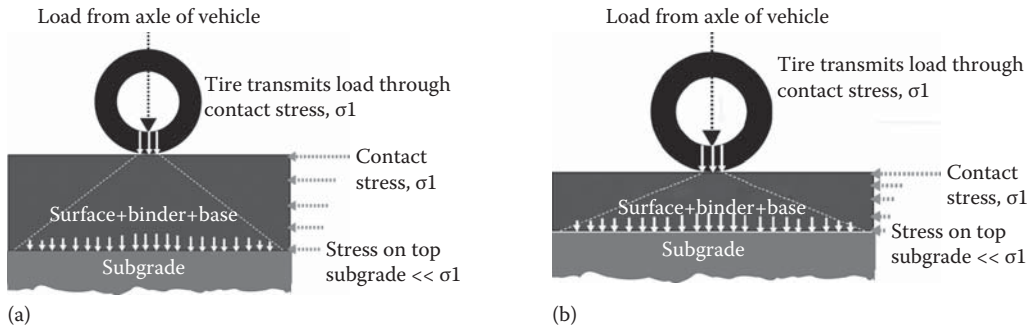 Load from axle of vehicle
Tire transmits load through
contact stress, σ1
Contact
stress, σ1
Surface+binder+base
Stress on top
subgrade << σ1
Subgrade
(a)
Load from axle of vehicle
Tire transmits load through
contact stress, σ1
Contact
stress, σ1
Surface+binder+base
Stress on top
subgrade << σ1
Subgrade
(b)